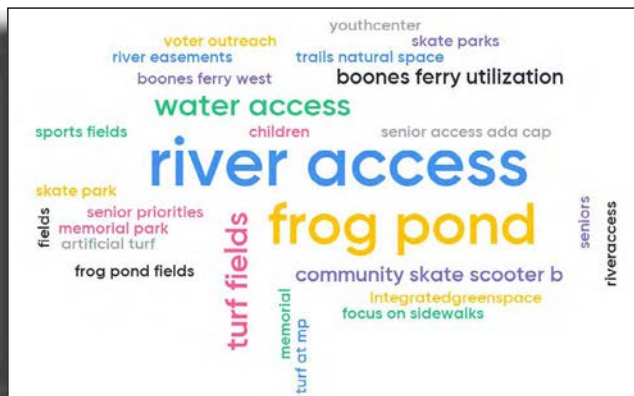 youthcenter
voter outreach
skate parks
river easements
trails natural space
boones ferry west
boones ferry utilization
water access
sports fields
children
senior access ada cap
river access
skate park
senior priorities
frog pond
fields
memorial park
artificial turf
turf fields
seniors
riveraccess
frog pond fields
community skate scooter b
integratedgreenspace
memorial
focus on sidewalks
turf at mp